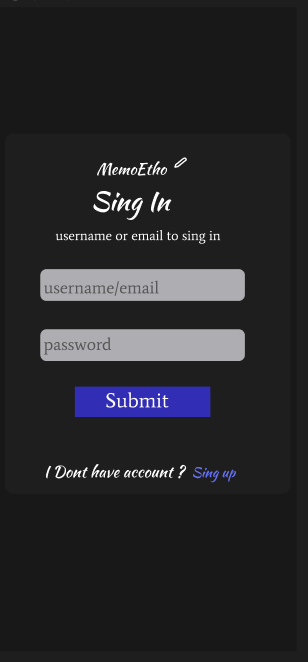 MemoEtho
Sing In
username or email to sing in
username/email
password
Submit
I Dont have account ? Sing up